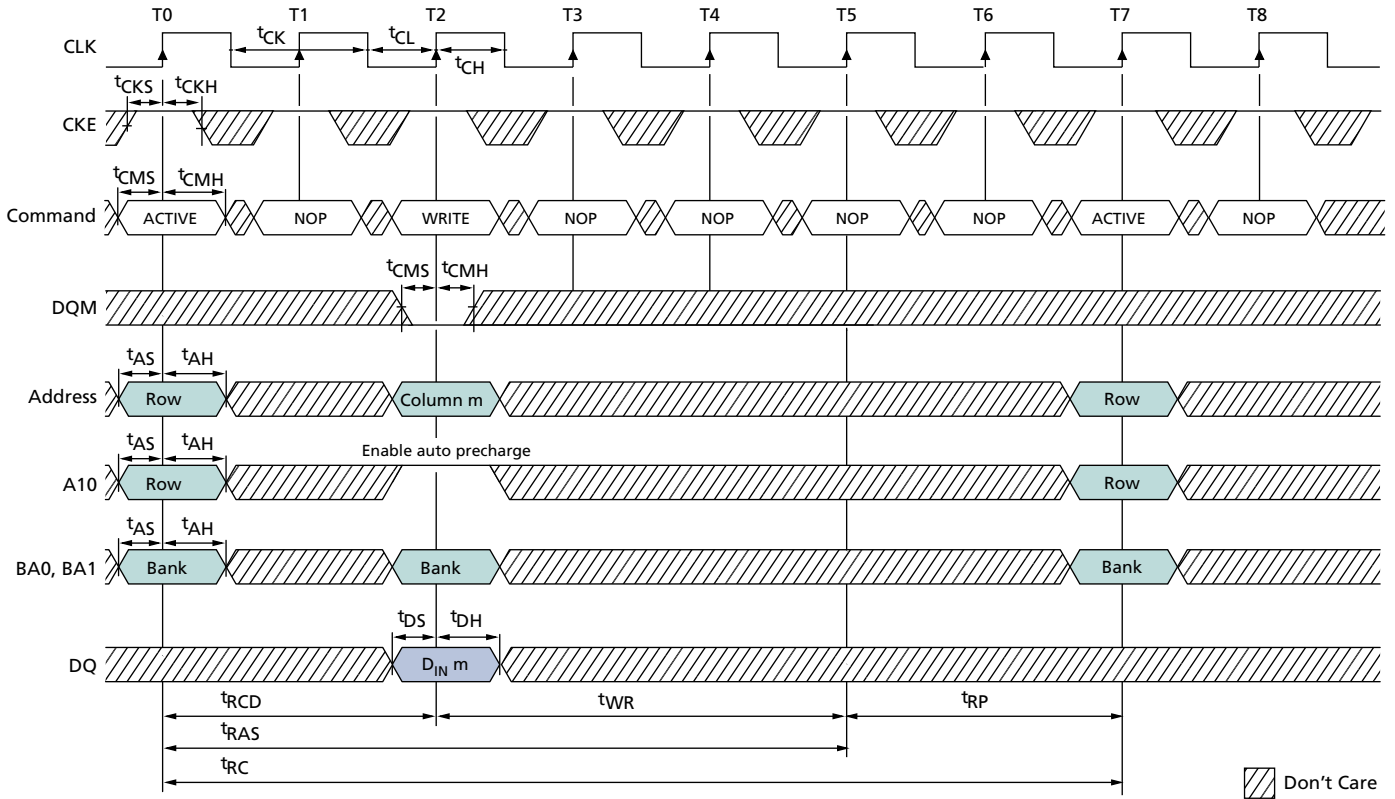 T0 T1 T2 T3 T4 T5 T6 T7 T8
CLK
tCK
tCL
tCH
tCKS tCKH
CKE
tCMS tCMH
Command ACTIVE NOP WRITE NOP NOP NOP NOP ACTIVE NOP
tCMS tCMH
DQM
tAS tAH
Address Row Column m Row
tAS tAH
Enable auto precharge
A10 Row Row
tAS tAH
BA0, BA1 Bank Bank Bank
tDS tDH
DQ DIN m
tRCD tWR tRP
tRAS
tRC
Don't Care